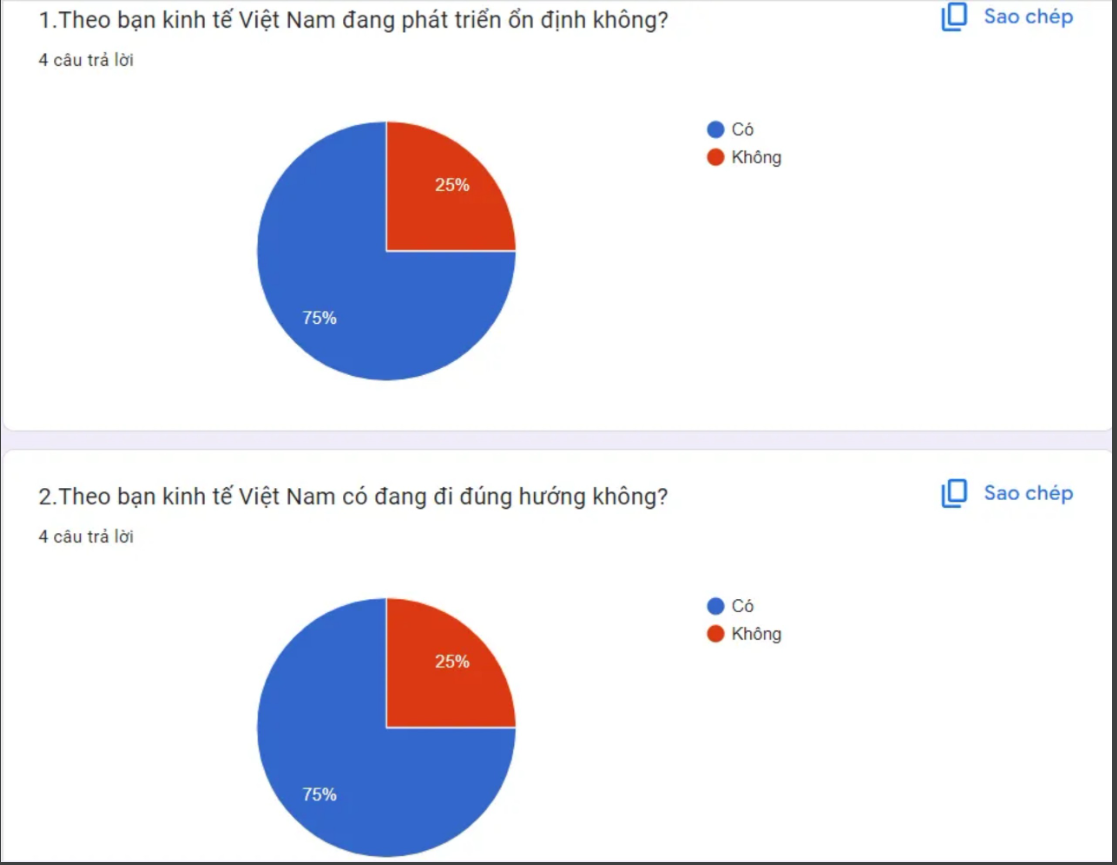 1.Theo bạn kinh tế Việt Nam đang phát triển ổn định không?
Sao chép
4 câu trả lời
Có
Không
25%
75%
2.Theo bạn kinh tế Việt Nam có đang đi đúng hướng không?
Sao chép
4 câu trả lời
Có
Không
25%
75%